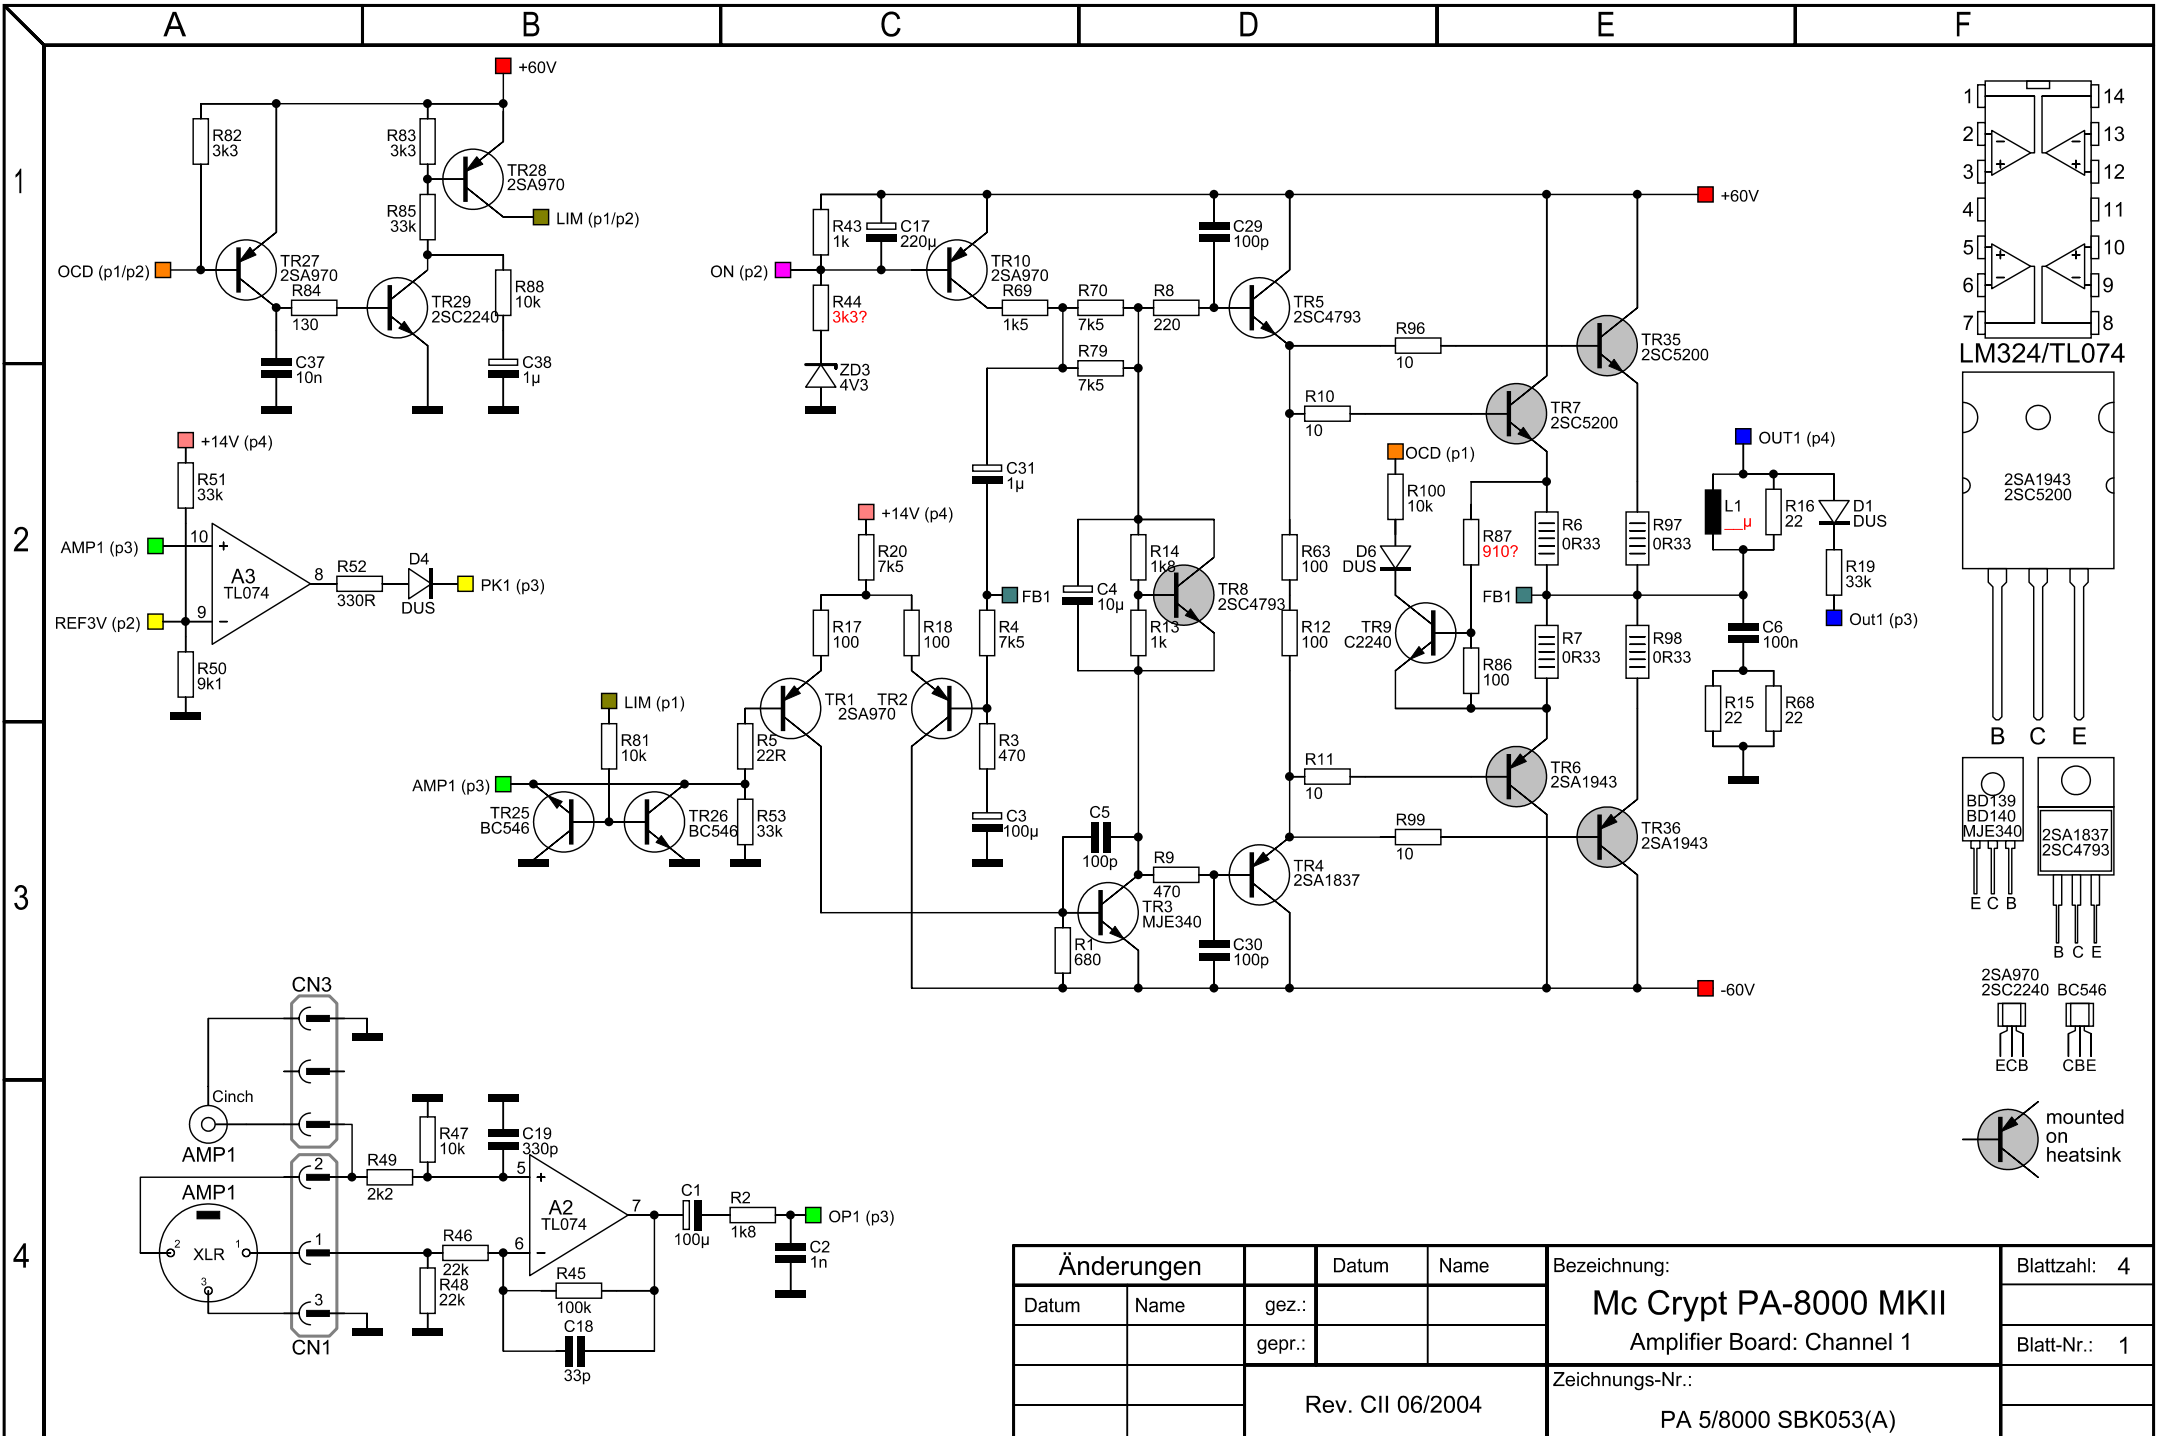 A B C D E F
1
2
3
4
+60V
R82
3k3
R83
3k3
TR28
2SA970
R85
33k
LIM (p1/p2)
OCD (p1/p2)
TR27
2SA970
R84
130
TR29
2SC2240
R88
10k
C37
10n
C38
1µ
+14V (p4)
R51
33k
AMP1 (p3)
10
+
A3
TL074
8
R52
330R
D4
DUS
PK1 (p3)
REF3V (p2)
9
−
R50
9k1
ON (p2)
R43
1k
C17
220µ
TR10
2SA970
R44
3k3?
ZD3
4V3
R69
1k5
R70
7k5
R79
7k5
R8
220
C29
100p
TR5
2SC4793
+60V
R96
10
TR35
2SC5200
R10
10
TR7
2SC5200
C31
1µ
+14V (p4)
R20
7k5
R17
100
R18
100
FB1
R4
7k5
C4
10µ
R14
1k8
R13
1k
TR8
2SC4793
R63
100
R12
100
OCD (p1)
R100
10k
D6
DUS
TR9
C2240
R87
910?
R86
100
R6
0R33
R97
0R33
FB1
R7
0R33
R98
0R33
OUT1 (p4)
L1
__µ
R16
22
D1
DUS
R19
33k
Out1 (p3)
C6
100n
R15
22
R68
22
LIM (p1)
R81
10k
AMP1 (p3)
TR25
BC546
TR26
BC546
R5
22R
R53
33k
TR1
2SA970
TR2
R3
470
C3
100µ
C5
100p
R9
470
TR3
MJE340
R1
680
C30
100p
TR4
2SA1837
R11
10
TR6
2SA1943
R99
10
TR36
2SA1943
-60V
1 14
2 13
3 12
4 11
5 10
6 9
7 8
− +
− +
+ −
+ −
LM324/TL074
2SA1943
2SC5200
B C E
BD139
BD140
MJE340
E C B
2SA1837
2SC4793
B C E
2SA970
2SC2240
ECB
BC546
CBE
mounted
on
heatsink
CN3
Cinch
AMP1
AMP1
XLR
2
1
3
2
1
3
CN1
R49
2k2
R47
10k
C19
330p
R46
22k
R48
22k
5
+
6
−
A2
TL074
7
R45
100k
C18
33p
C1
100µ
R2
1k8
OP1 (p3)
C2
1n
Änderungen
Datum
Name
Datum
Name
gez.:
gepr.:
Rev. CII 06/2004
Bezeichnung:
Mc Crypt PA-8000 MKII
Amplifier Board: Channel 1
Zeichnungs-Nr.:
PA 5/8000 SBK053(A)
Blattzahl: 4
Blatt-Nr.: 1